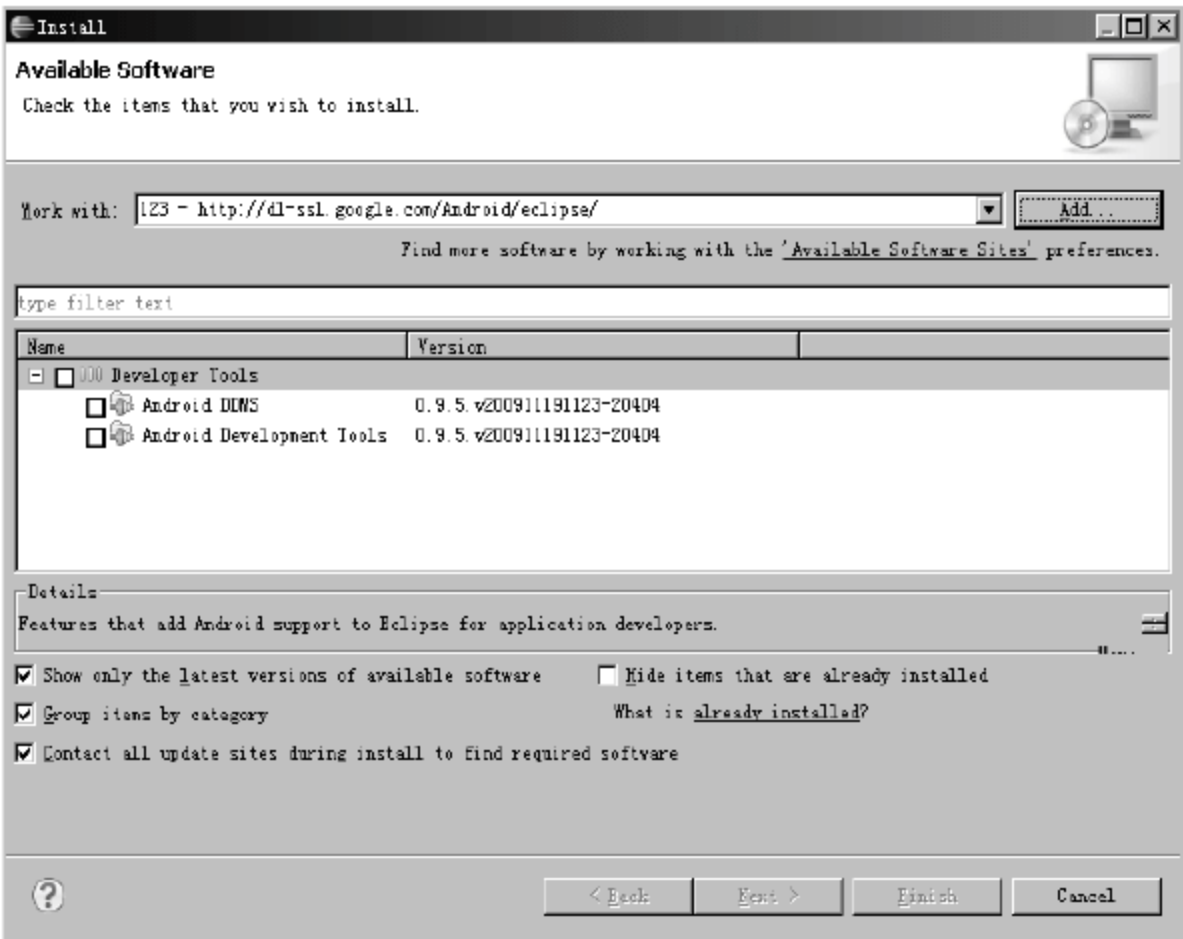 Install
Available Software
Check the items that you wish to install.
Work with: 123 - http://dl-ssl.google.com/Android/eclipse/ Add...
Find more software by working with the 'Available Software Sites' preferences.
type filter text
Name Version
Developer Tools
Android DDMS 0.9.5.v200911191123-20404
Android Development Tools 0.9.5.v200911191123-20404
Details
Features that add Android support to Eclipse for application developers.
Show only the latest versions of available software Hide items that are already installed
Group items by category What is already installed?
Contact all update sites during install to find required software
< Back Next > Finish Cancel